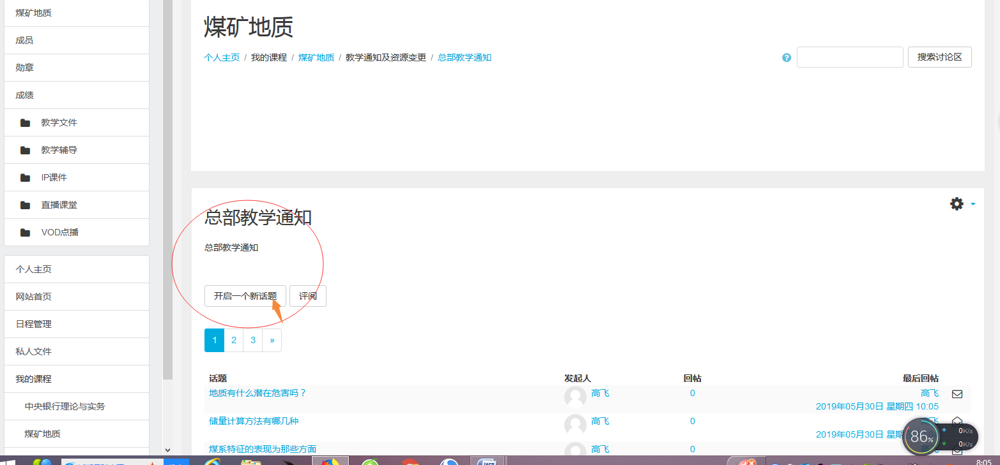 煤矿地质
成员
勋章
成绩
教学文件
教学辅导
IP课件
直播课堂
VOD点播
个人主页
网站首页
日程管理
私人文件
我的课程
中央银行理论与实务
煤矿地质
煤矿地质
个人主页 / 我的课程 / 煤矿地质 / 教学通知及资源变更 / 总部教学通知
搜索讨论区
总部教学通知
总部教学通知
开启一个新话题 评阅
1 2 3 »
话题 发起人 回帖 最后回帖
地质有什么潜在危害吗？ 高飞 0 高飞
2019年05月30日 星期四 10:05
储量计算方法有哪几种 高飞 0 高飞
2019年05月30日 星期
煤系特征的表现为那些方面 高飞 0
86%
0K/s
0K/s
8:05